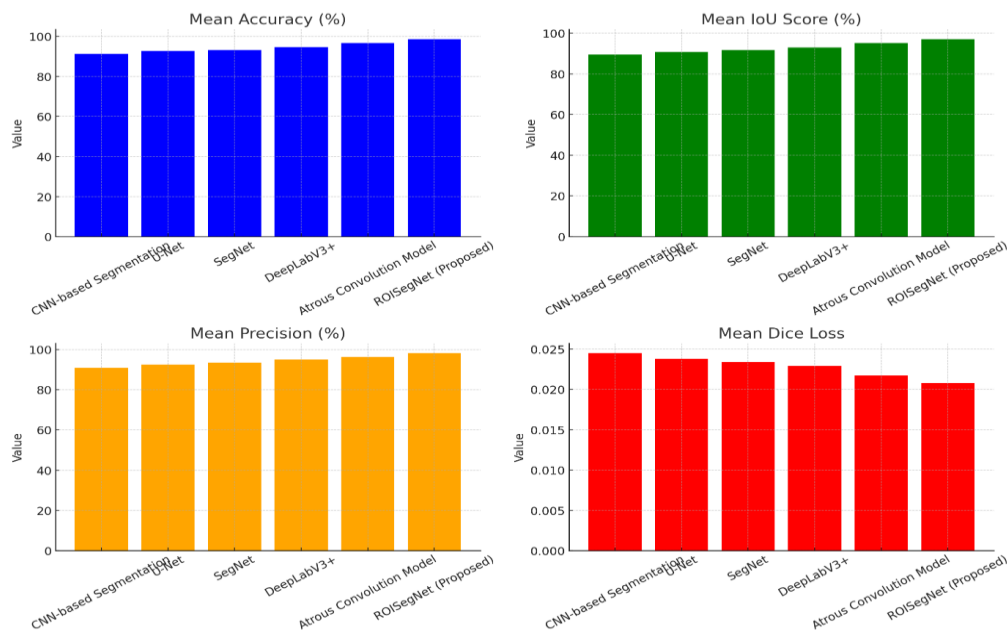 Mean Accuracy (%)
100
80
60
40
20
0
Value
CNN-based Segmentation
U-Net
SegNet
DeepLabV3+
Atrous Convolution Model
ROISegNet (Proposed)
Mean IoU Score (%)
100
80
60
40
20
0
Value
CNN-based Segmentation
U-Net
SegNet
DeepLabV3+
Atrous Convolution Model
ROISegNet (Proposed)
Mean Precision (%)
100
80
60
40
20
0
Value
CNN-based Segmentation
U-Net
SegNet
DeepLabV3+
Atrous Convolution Model
ROISegNet (Proposed)
Mean Dice Loss
0.025
0.020
0.015
0.010
0.005
0.000
Value
CNN-based Segmentation
U-Net
SegNet
DeepLabV3+
Atrous Convolution Model
ROISegNet (Proposed)